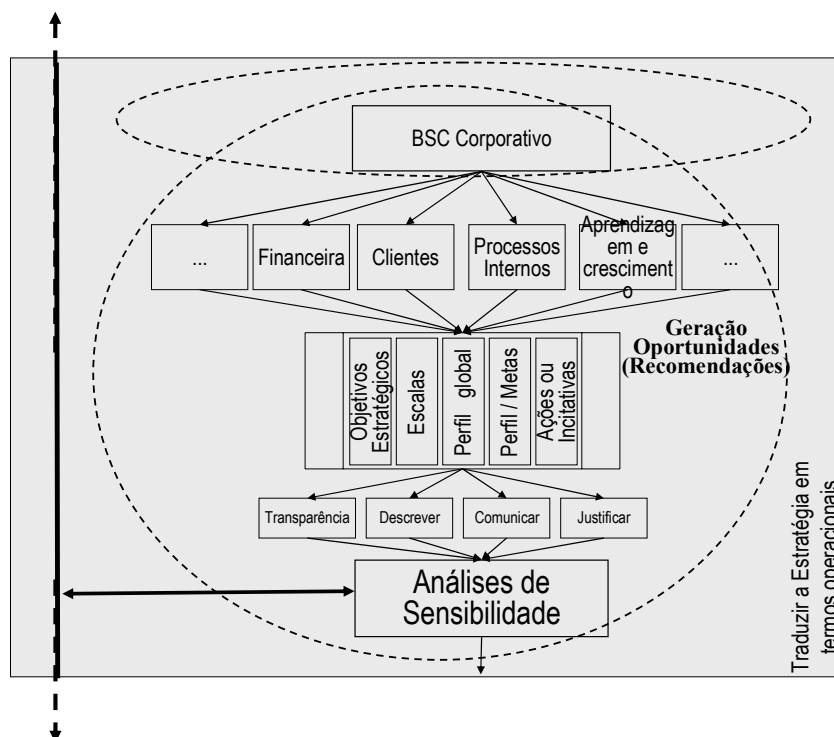 BSC Corporativo
...
Financeira
Clientes
Processos
Internos
Aprendizag
em e
cresciment
o
...
Geração
Oportunidades
(Recomendações)
Objetivos
Estratégicos
Escalas
Perfil global
Perfil / Metas
Ações ou
Incitativas
Transparência
Descrever
Comunicar
Justificar
Análises de
Sensibilidade
Traduzir a Estratégia em
termos operacionais